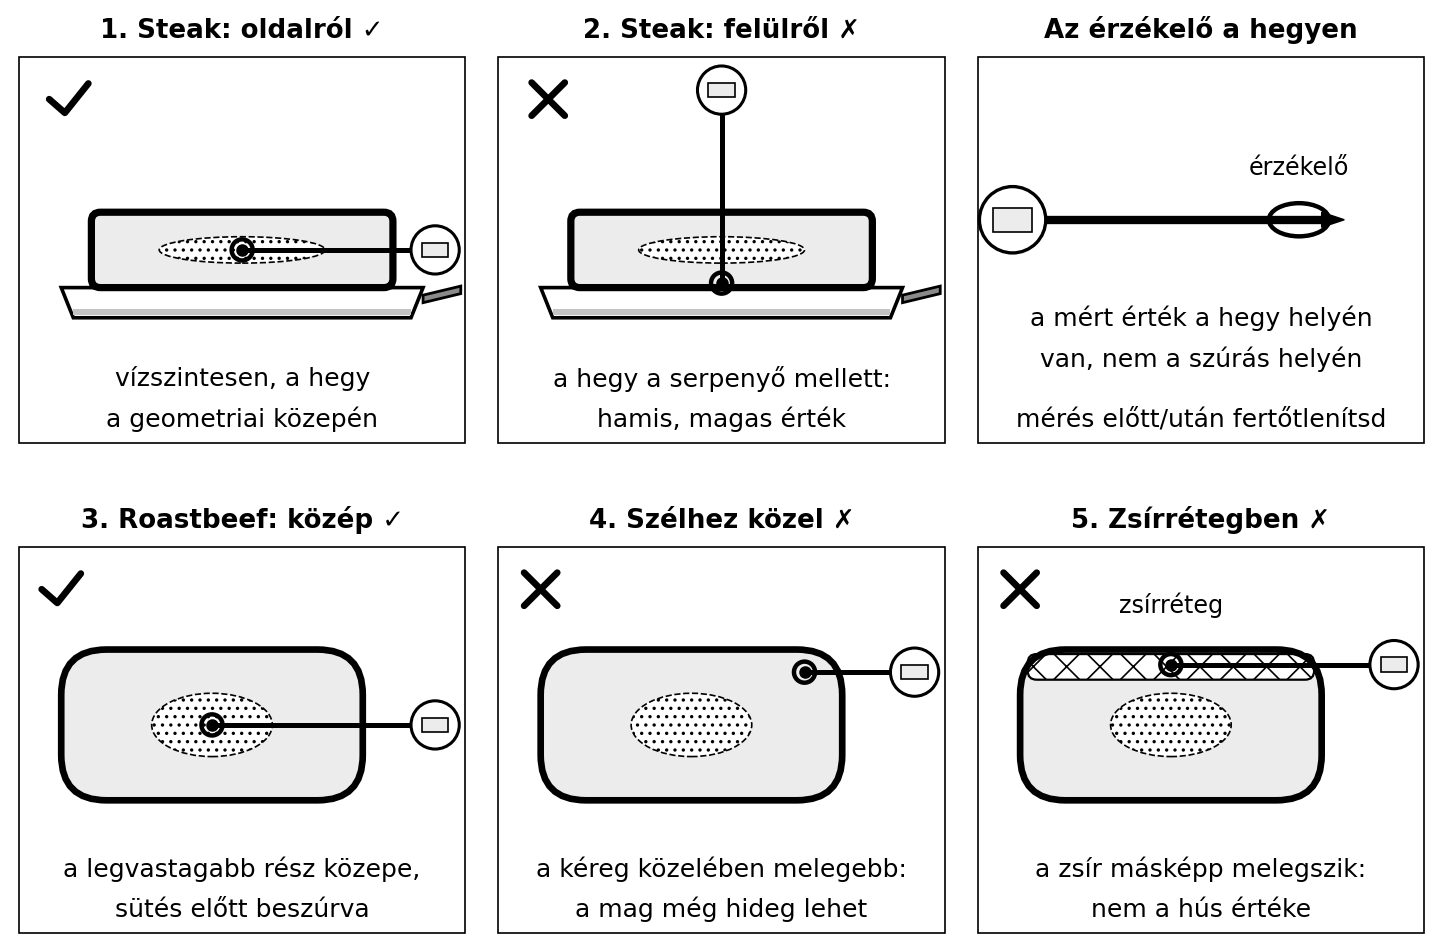 1. Steak: oldalról ✓
vízszintesen, a hegy
a geometriai közepén
2. Steak: felülről ✗
a hegy a serpenyő mellett:
hamis, magas érték
Az érzékelő a hegyen
érzékelő
a mért érték a hegy helyén
van, nem a szúrás helyén
mérés előtt/után fertőtlenítsd
3. Roastbeef: közép ✓
a legvastagabb rész közepe,
sütés előtt beszúrva
4. Szélhez közel ✗
a kéreg közelében melegebb:
a mag még hideg lehet
5. Zsírrétegben ✗
zsírréteg
a zsír másképp melegszik:
nem a hús értéke